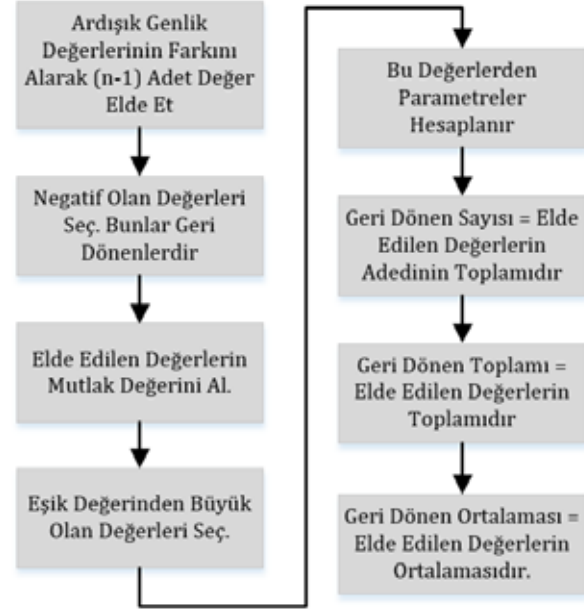 Ardışık Genlik
Değerlerinin Farkını
Alarak (n-1) Adet Değer
Elde Et
Negatif Olan Değerleri
Seç. Bunlar Geri
Dönenlerdir
Elde Edilen Değerlerin
Mutlak Değerini Al.
Eşik Değerinden Büyük
Olan Değerleri Seç.
Bu Değerlerden
Parametreler
Hesaplanır
Geri Dönen Sayısı = Elde
Edilen Değerlerin
Adedinin Toplamıdır
Geri Dönen Toplamı =
Elde Edilen Değerlerin
Toplamıdır
Geri Dönen Ortalaması =
Elde Edilen Değerlerin
Ortalamasıdır.